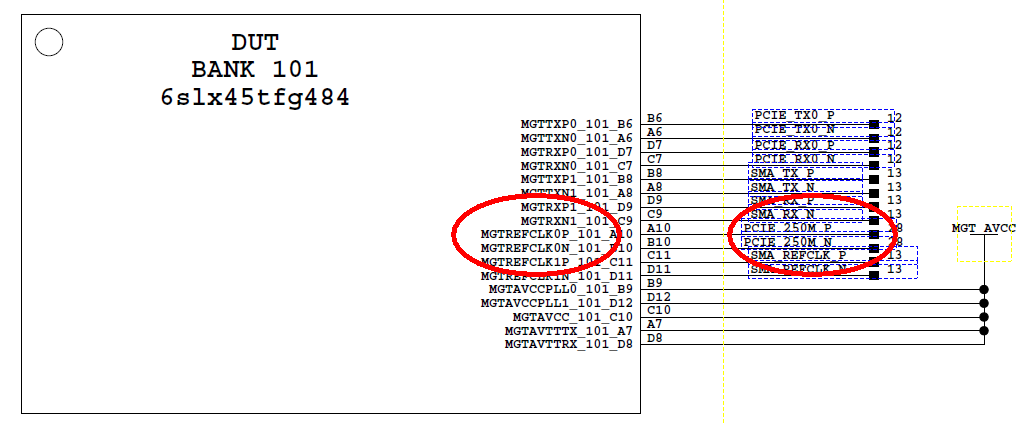 DUT
BANK 101
6slx45tfg484
MGTTXP0_101_B6 B6 PCIE_TX0_P 12
MGTTXN0_101_A6 A6 PCIE_TX0_N 12
MGTRXP0_101_D7 D7 PCIE_RX0_P 12
MGTRXN0_101_C7 C7 PCIE_RX0_N 12
MGTTXP1_101_B8 B8 SMA_TX_P 13
MGTTXN1_101_A8 A8 SMA_TX_N 13
MGTRXP1_101_D9 D9 SMA_RX_P 13
MGTRXN1_101_C9 C9 SMA_RX_N 13
MGTREFCLK0P_101_A10 A10 PCIE_250M_P MGT_AVCC
MGTREFCLK0N_101_B10 B10 PCIE_250M_N
MGTREFCLK1P_101_C11 C11 SMA_REFCLK_P 13
MGTREFCLK1N_101_D11 D11 SMA_REFCLK_N 13
MGTAVCCPLL0_101_B9 B9
MGTAVCCPLL1_101_D12 D12
MGTAVCC_101_C10 C10
MGTAVTTTX_101_A7 A7
MGTAVTTRX_101_D8 D8